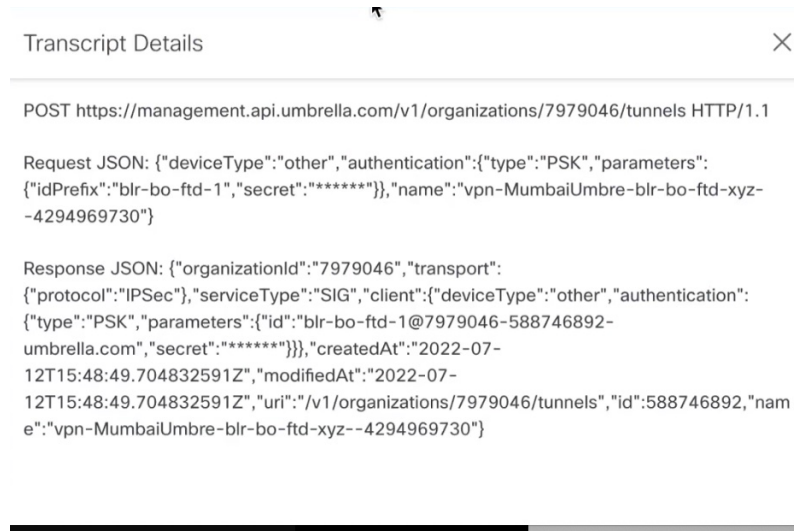 Transcript Details
POST https://management.api.umbrella.com/v1/organizations/7979046/tunnels HTTP/1.1
Request JSON: {"deviceType":"other","authentication":{"type":"PSK","parameters":
{"idPrefix":"blr-bo-ftd-1","secret":"******"}},"name":"vpn-MumbaiUmbre-blr-bo-ftd-xyz-
-4294969730"}
Response JSON: {"organizationId":"7979046","transport":
{"protocol":"IPSec"},"serviceType":"SIG","client":{"deviceType":"other","authentication":
{"type":"PSK","parameters":{"id":"blr-bo-ftd-1@7979046-588746892-
umbrella.com","secret":"******"}}},"createdAt":"2022-07-
12T15:48:49.704832591Z","modifiedAt":"2022-07-
12T15:48:49.704832591Z","uri":"/v1/organizations/7979046/tunnels","id":588746892,"nam
e":"vpn-MumbaiUmbre-blr-bo-ftd-xyz--4294969730"}